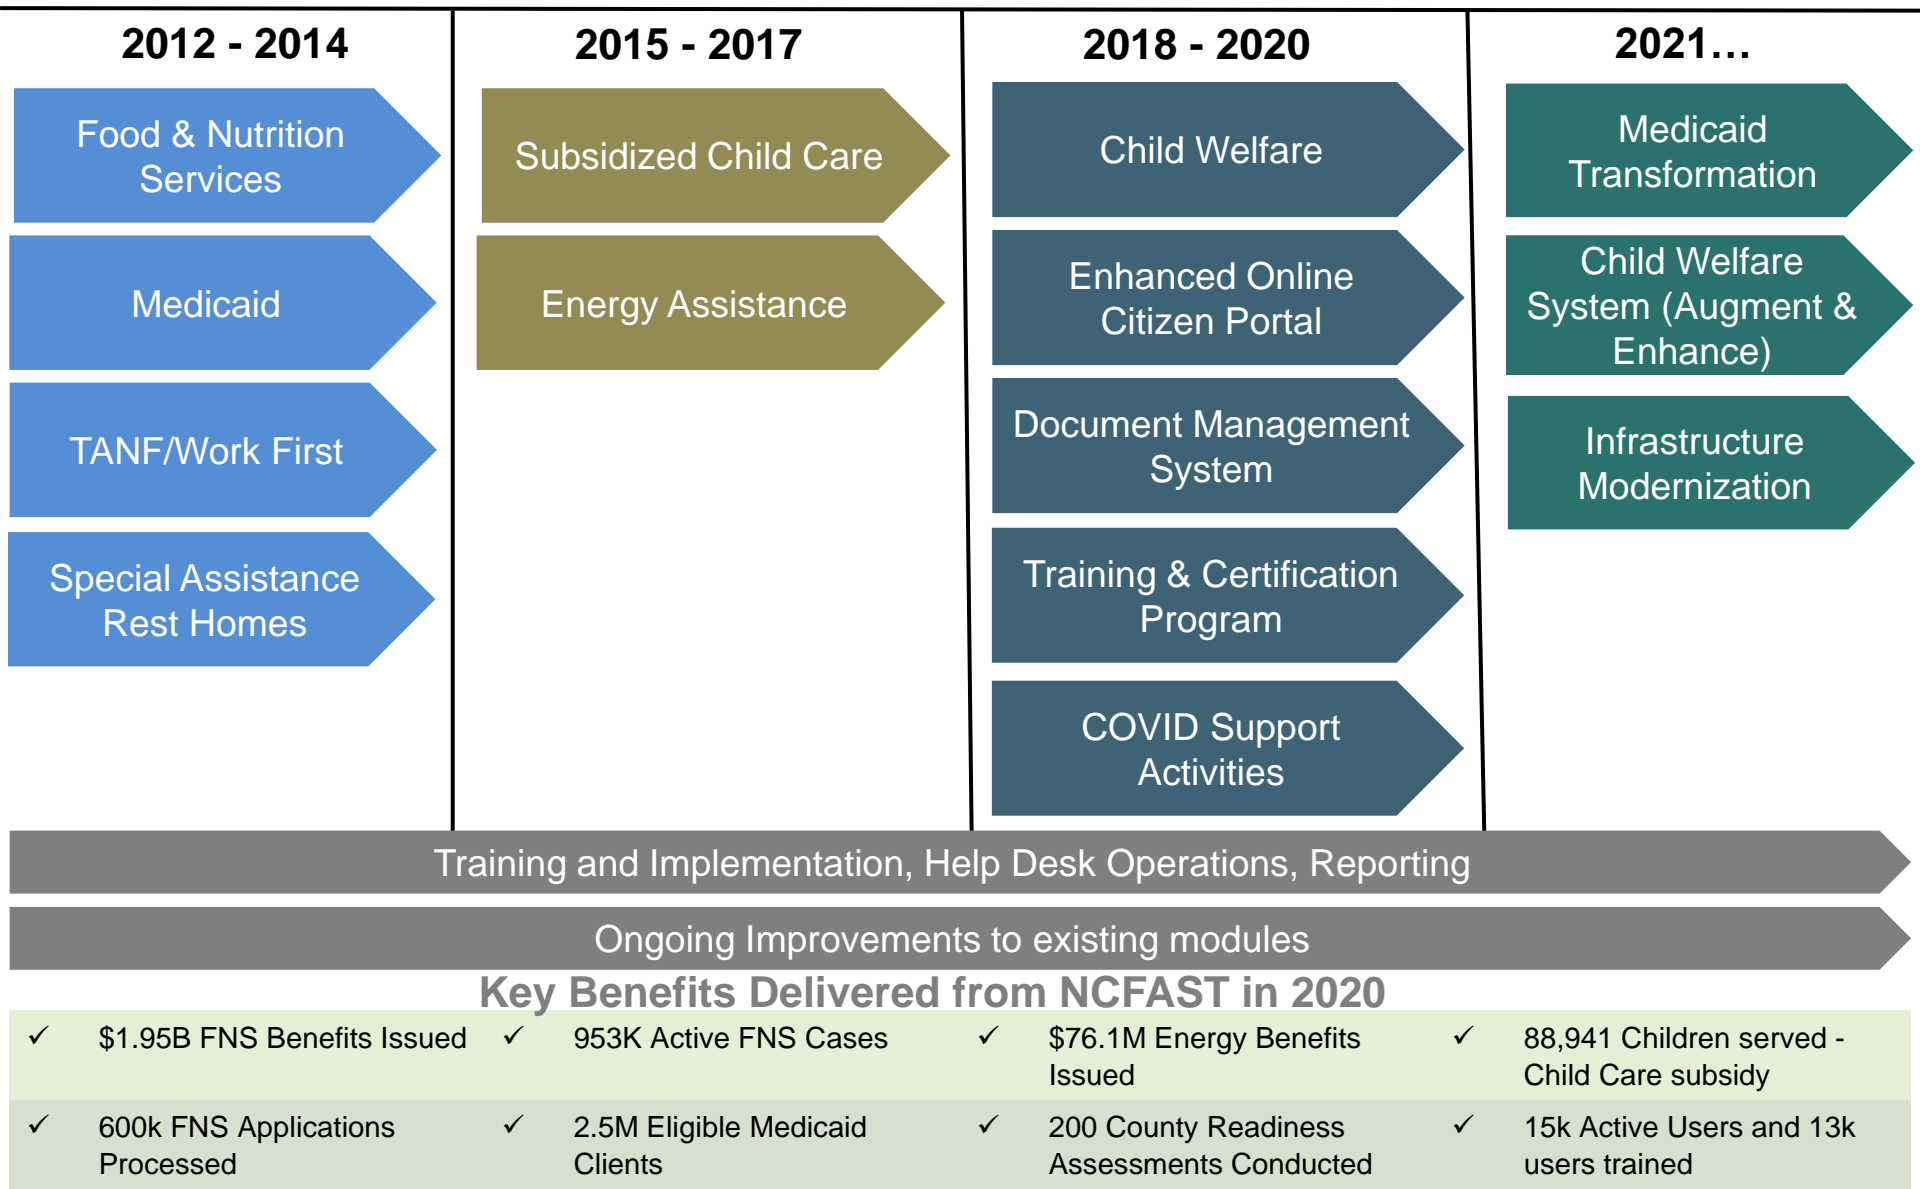 2012 - 2014
2015 - 2017
2018 - 2020
2021…
Food & Nutrition
Services
Medicaid
TANF/Work First
Special Assistance
Rest Homes
Subsidized Child Care
Energy Assistance
Child Welfare
Enhanced Online
Citizen Portal
Document Management
System
Training & Certification
Program
COVID Support
Activities
Medicaid
Transformation
Child Welfare
System (Augment &
Enhance)
Infrastructure
Modernization
Training and Implementation, Help Desk Operations, Reporting
Ongoing Improvements to existing modules
Key Benefits Delivered from NCFAST in 2020
✓ $1.95B FNS Benefits Issued
✓ 953K Active FNS Cases
✓ $76.1M Energy Benefits
Issued
✓ 88,941 Children served -
Child Care subsidy
✓ 600k FNS Applications
Processed
✓ 2.5M Eligible Medicaid
Clients
✓ 200 County Readiness
Assessments Conducted
✓ 15k Active Users and 13k
users trained